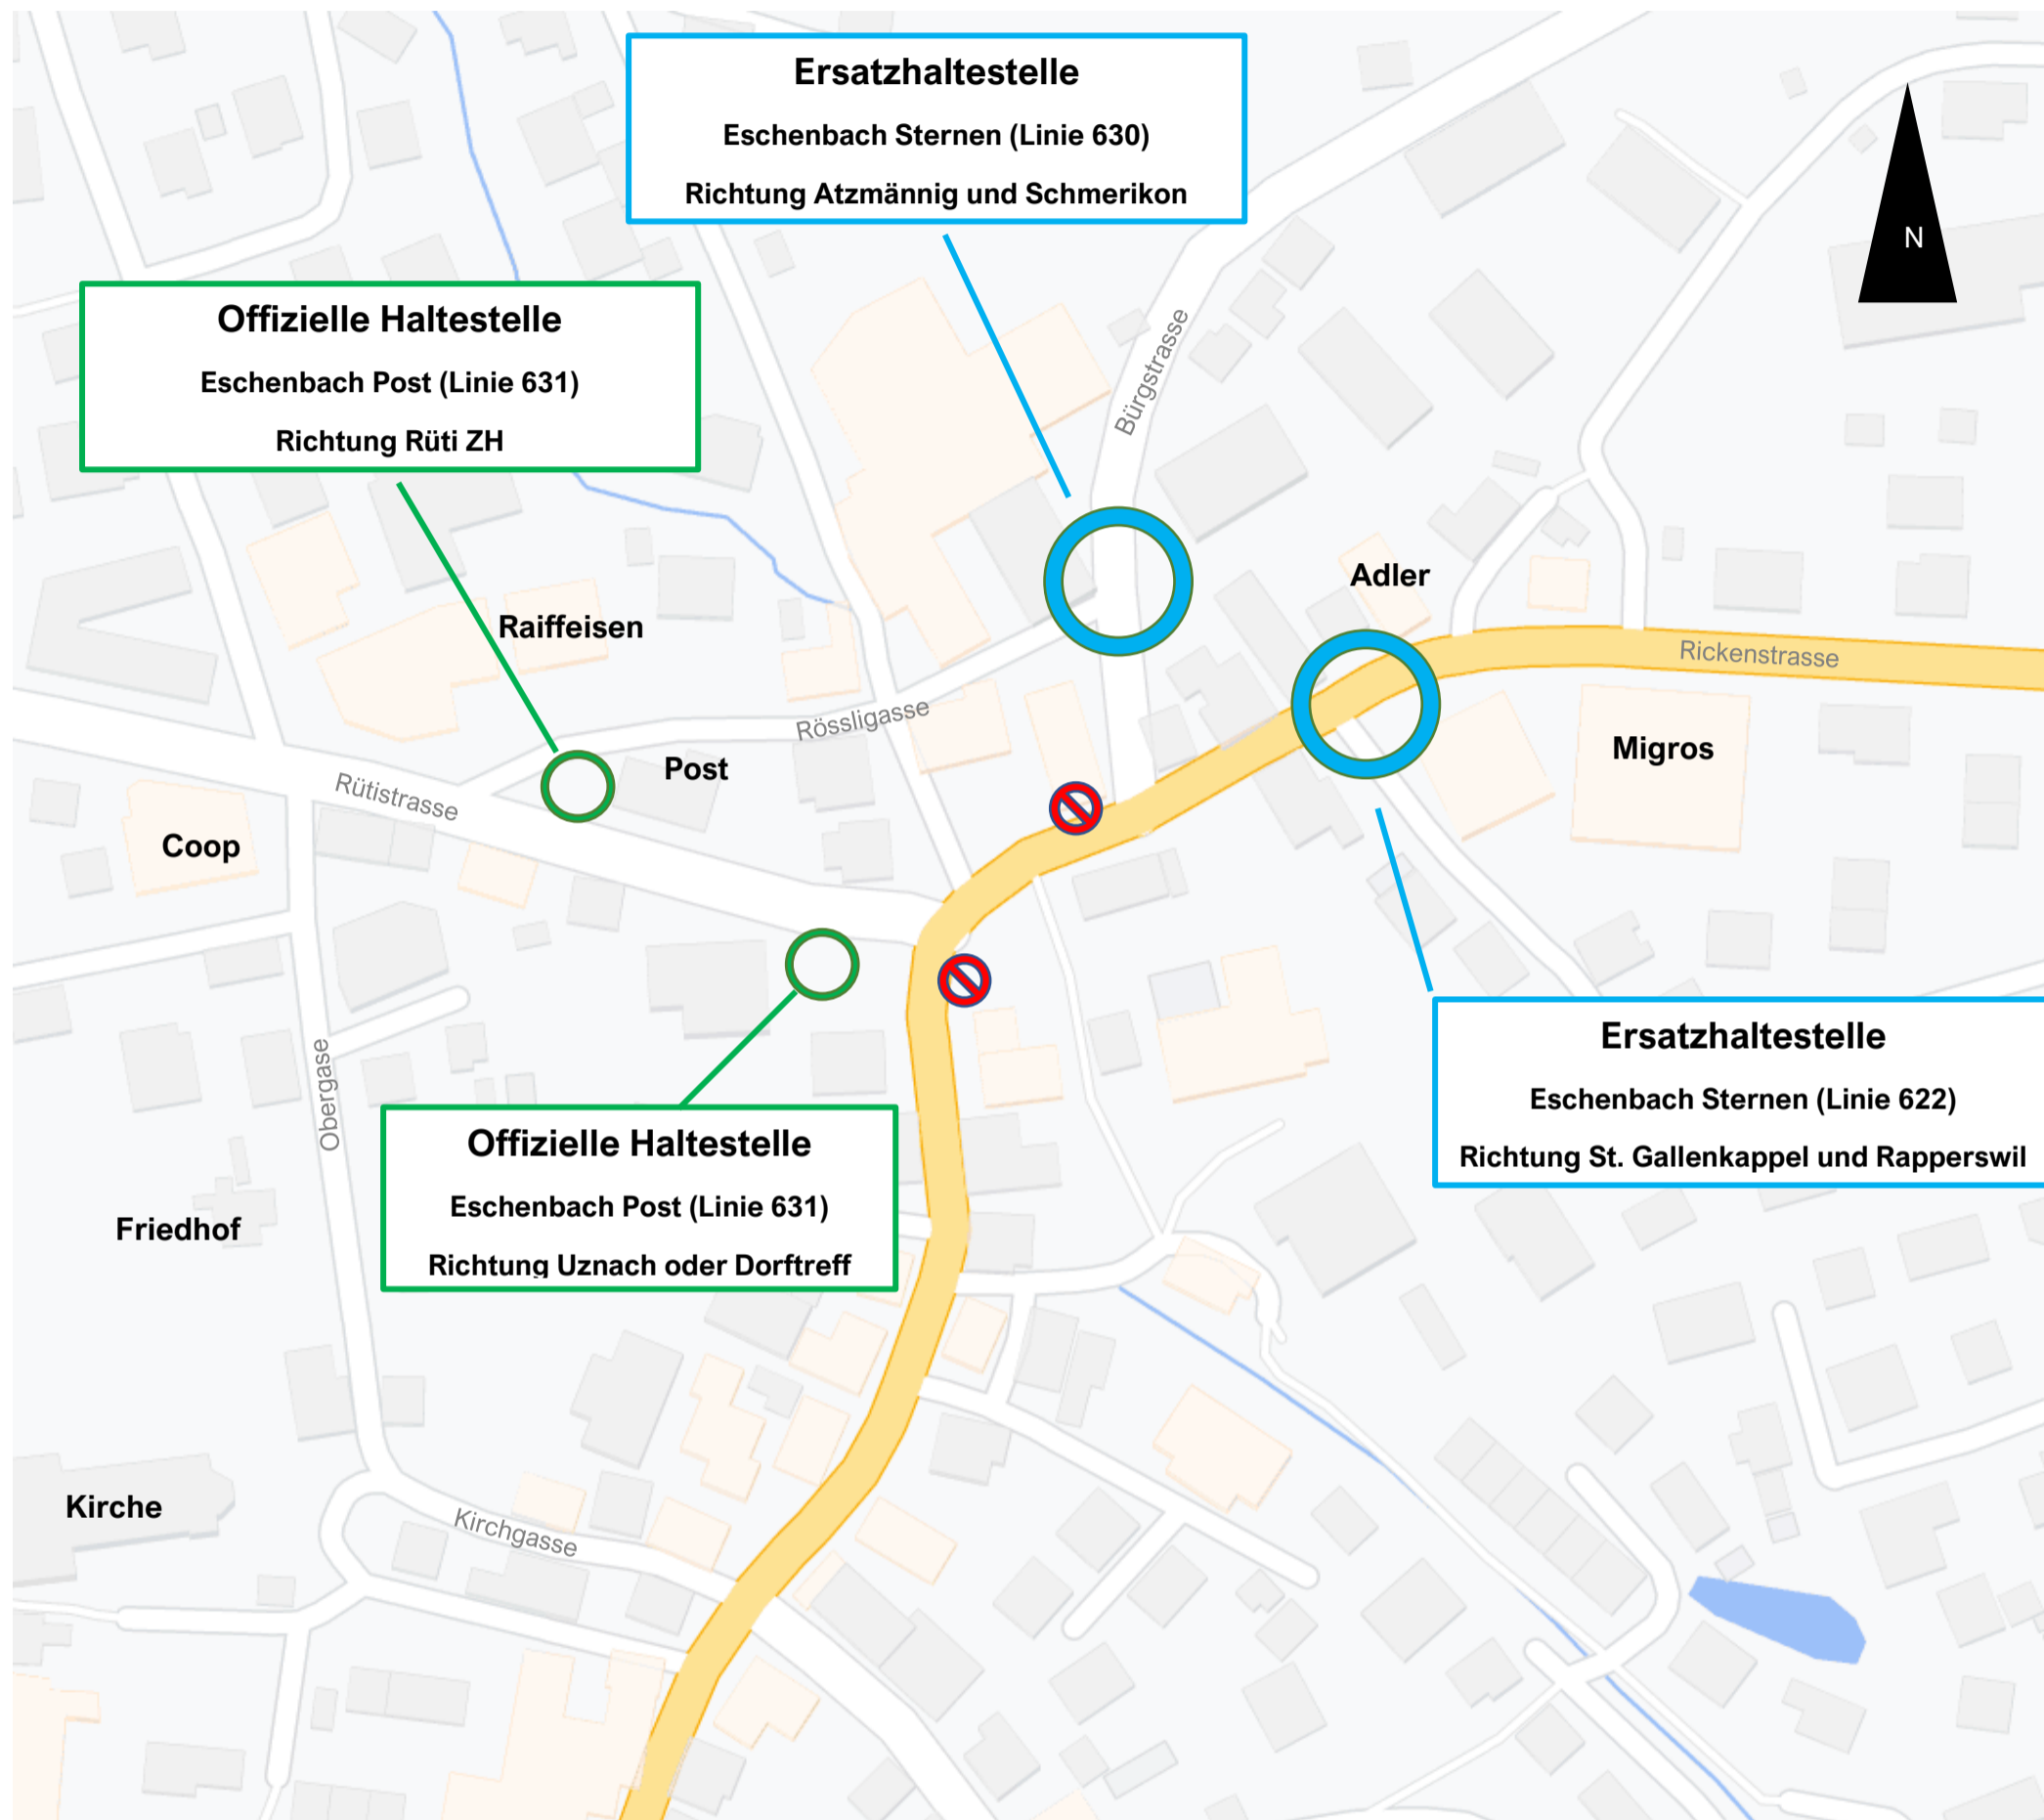 Ersatzhaltestelle
Eschenbach Sternen (Linie 630)
Richtung Atzmännig und Schmerikon
N
Offizielle Haltestelle
Eschenbach Post (Linie 631)
Richtung Rüti ZH
Bürgstrasse
Adler
Raiffeisen
Rickenstrasse
Rössligasse
Migros
Post
Rütistrasse
Coop
Ersatzhaltestelle
Eschenbach Sternen (Linie 622)
Richtung St. Gallenkappel und Rapperswil
Obergase
Offizielle Haltestelle
Eschenbach Post (Linie 631)
Richtung Uznach oder Dorftreff
Friedhof
Kirche
Kirchgasse